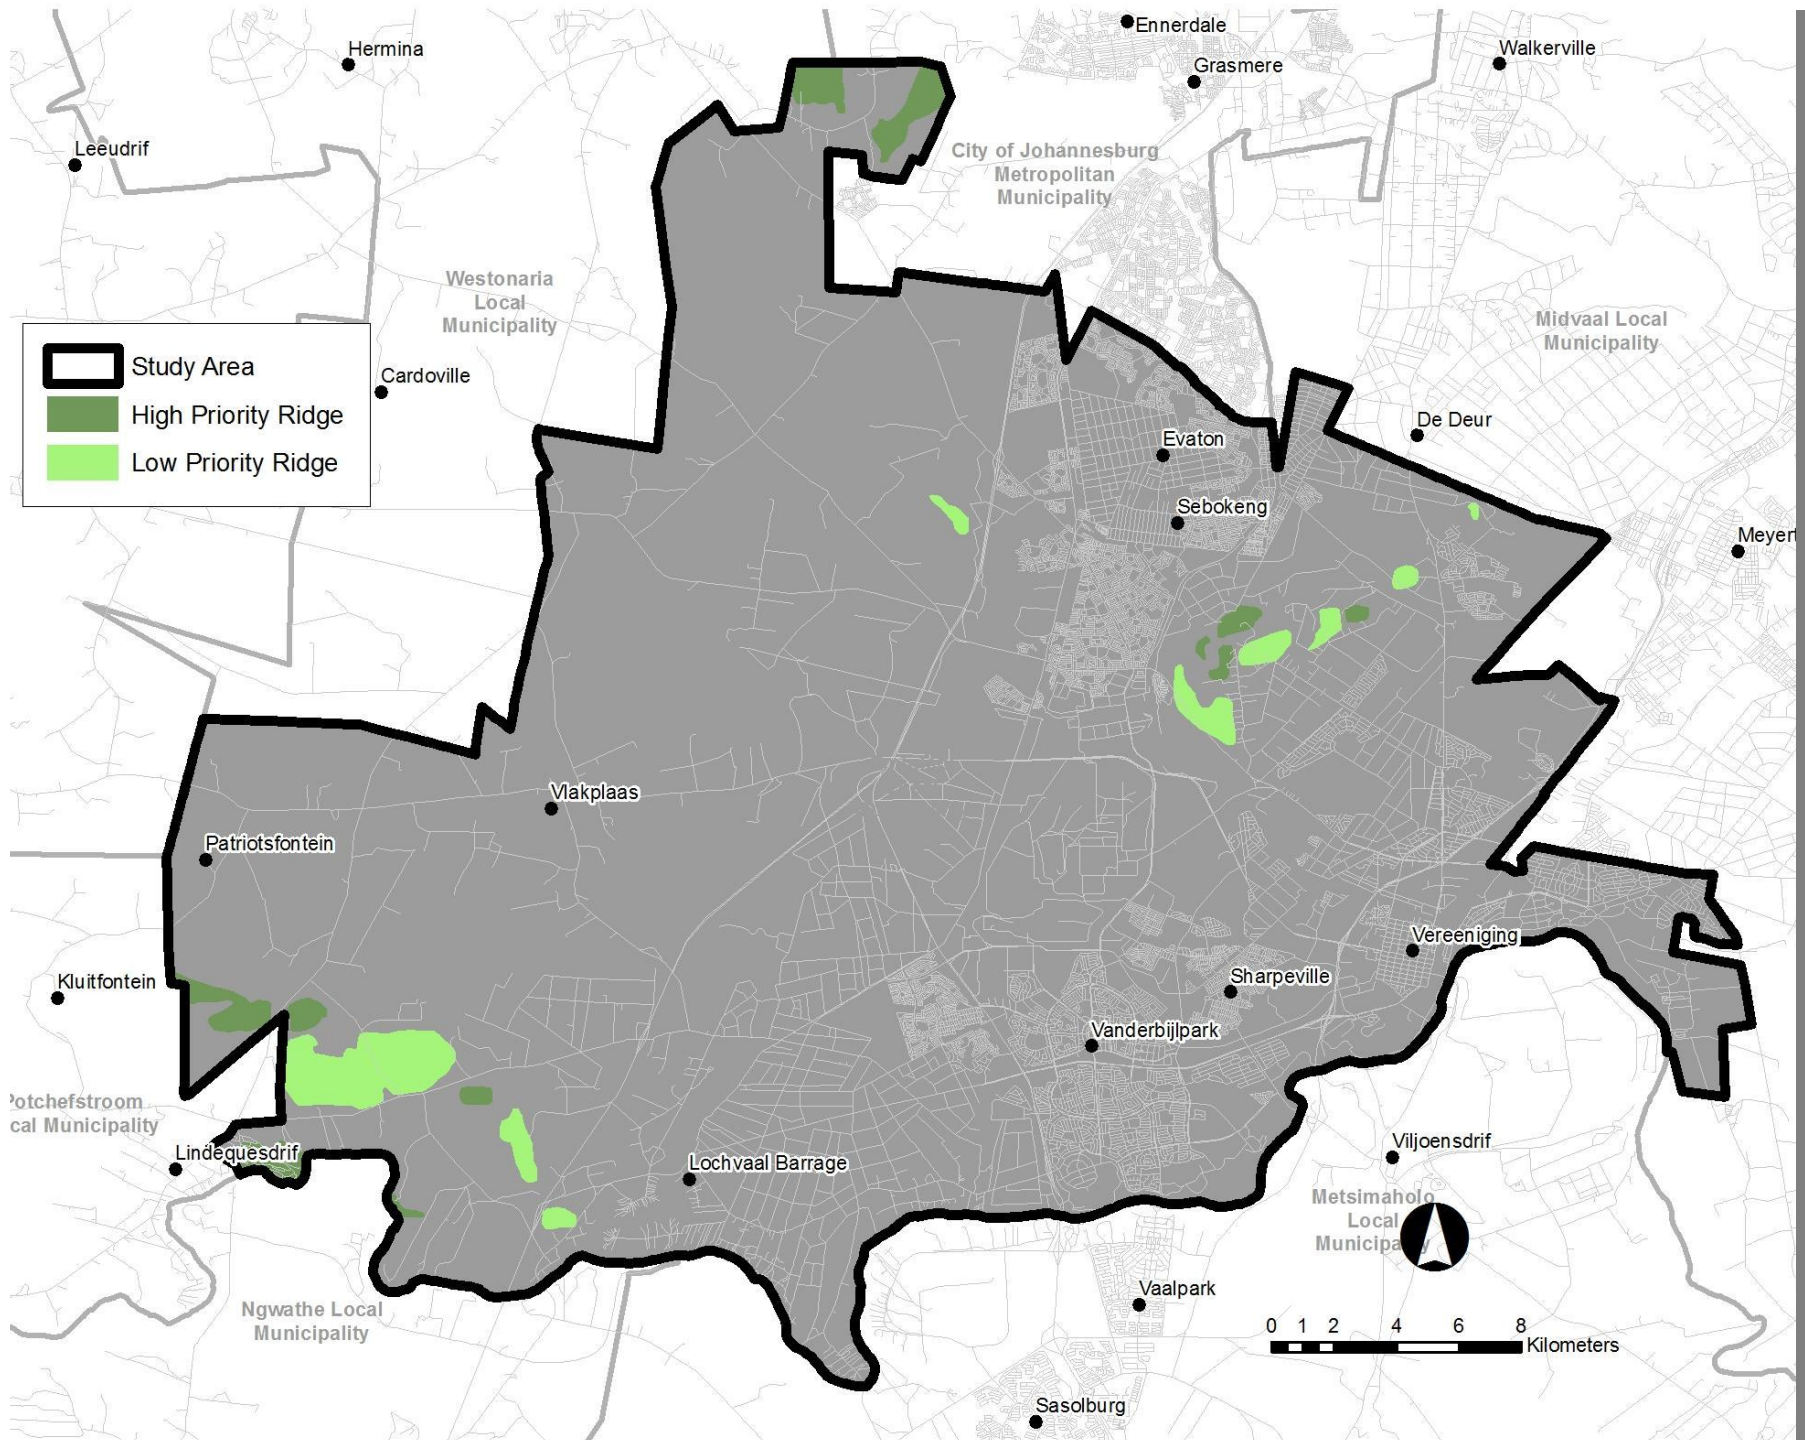 Ennerdale
Hermina
Walkerville
Grasmere
Leeudrif
City of Johannesburg
Metropolitan
Municipality
Westonaria
Local
Municipality
Midvaal Local
Municipality
Study Area
High Priority Ridge
Low Priority Ridge
Cardoville
De Deur
Evaton
Sebokeng
Meyert
Vlakplaas
Patriotsfontein
Vereeniging
Kluitfontein
Sharpeville
Vanderbijlpark
Potchefstroom
cal Municipality
Lindequesdrif
Lochvaal Barrage
Viljoensdrif
Metsimaholo
Local
Municipa
Ngwathe Local
Municipality
Vaalpark
0 1 2 4 6 8
Kilometers
Sasolburg